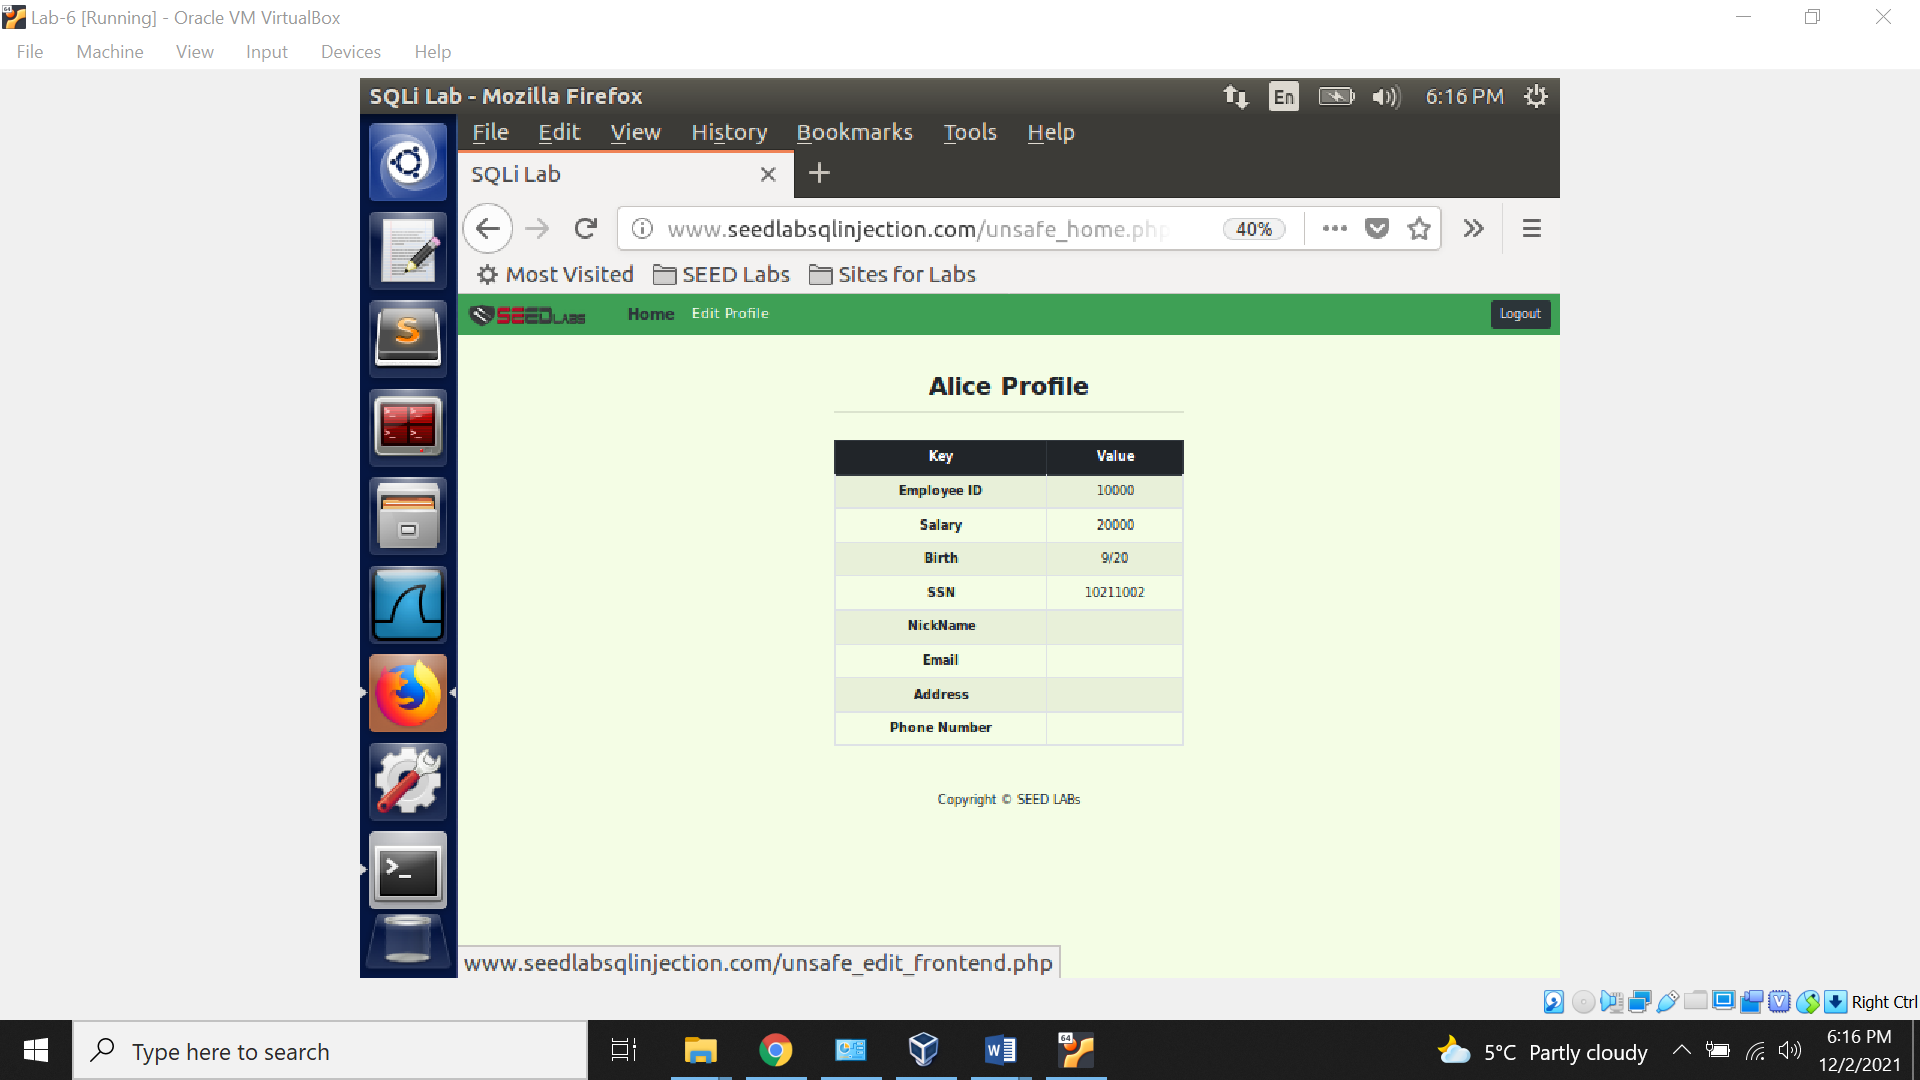 Lab-6 [Running] - Oracle VM VirtualBox
File Machine View Input Devices Help
SQLi Lab - Mozilla Firefox En 6:16 PM
File Edit View History Bookmarks Tools Help
SQLi Lab
www.seedlabsqlinjection.com/unsafe_home.php 40%
Most Visited SEED Labs Sites for Labs
SEEDLABS Home Edit Profile Logout
Alice Profile
Key Value
Employee ID 10000
Salary 20000
Birth 9/20
SSN 10211002
NickName
Email
Address
Phone Number
Copyright © SEED LABs
www.seedlabsqlinjection.com/unsafe_edit_frontend.php
Right Ctrl
Type here to search
5°C Partly cloudy
6:16 PM
12/2/2021